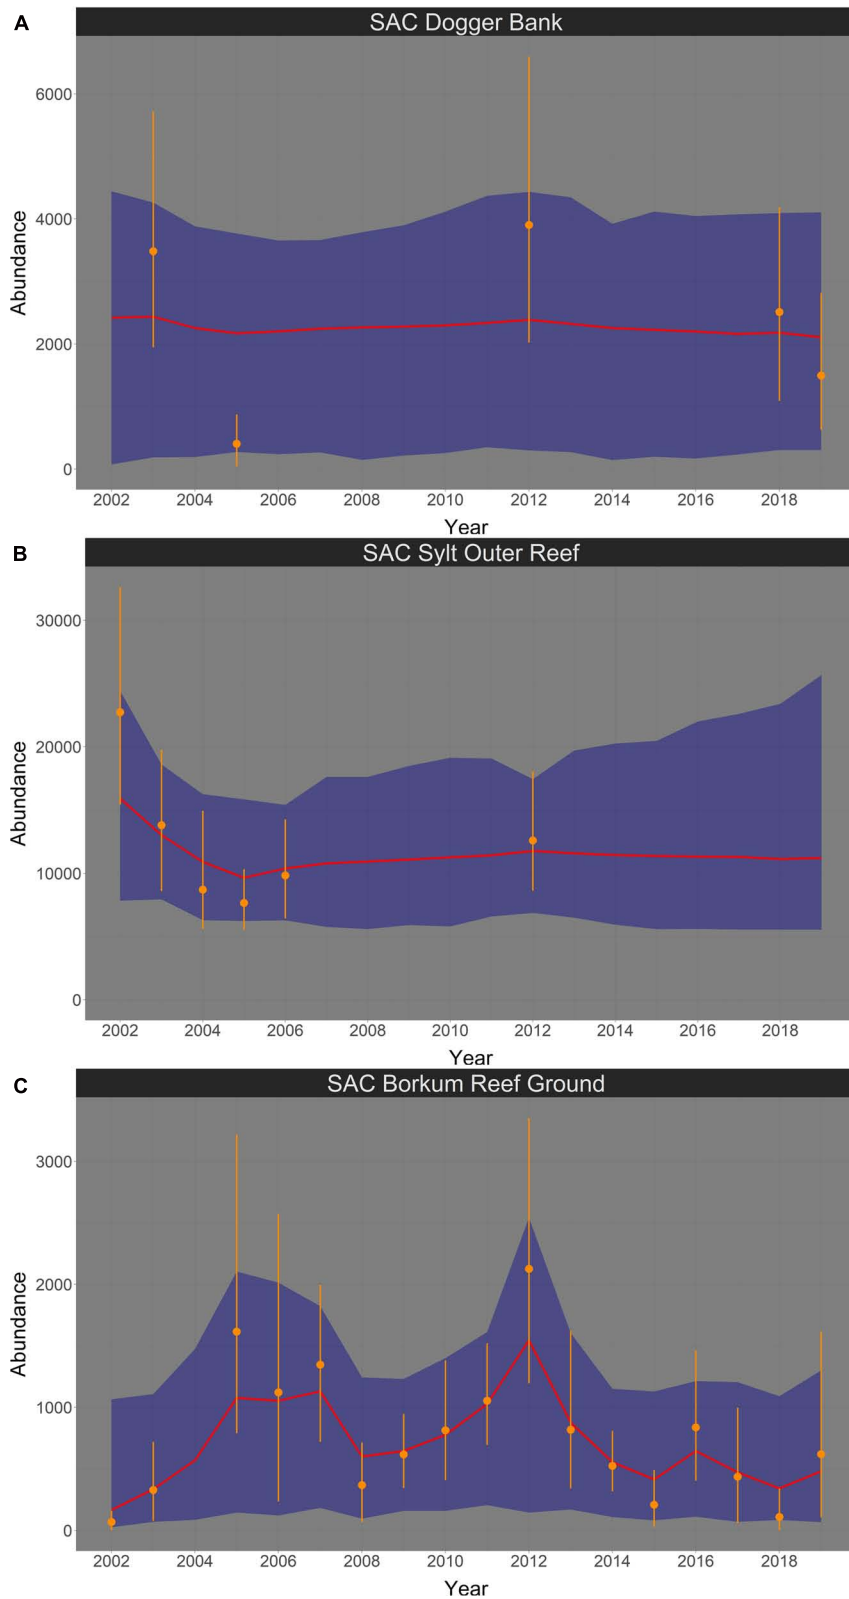 A
SAC Dogger Bank
Abundance
6000
4000
2000
0
2002 2004 2006 2008 2010 2012 2014 2016 2018
Year
B
SAC Sylt Outer Reef
Abundance
30000
20000
10000
0
2002 2004 2006 2008 2010 2012 2014 2016 2018
Year
C
SAC Borkum Reef Ground
Abundance
3000
2000
1000
0
2002 2004 2006 2008 2010 2012 2014 2016 2018
Year